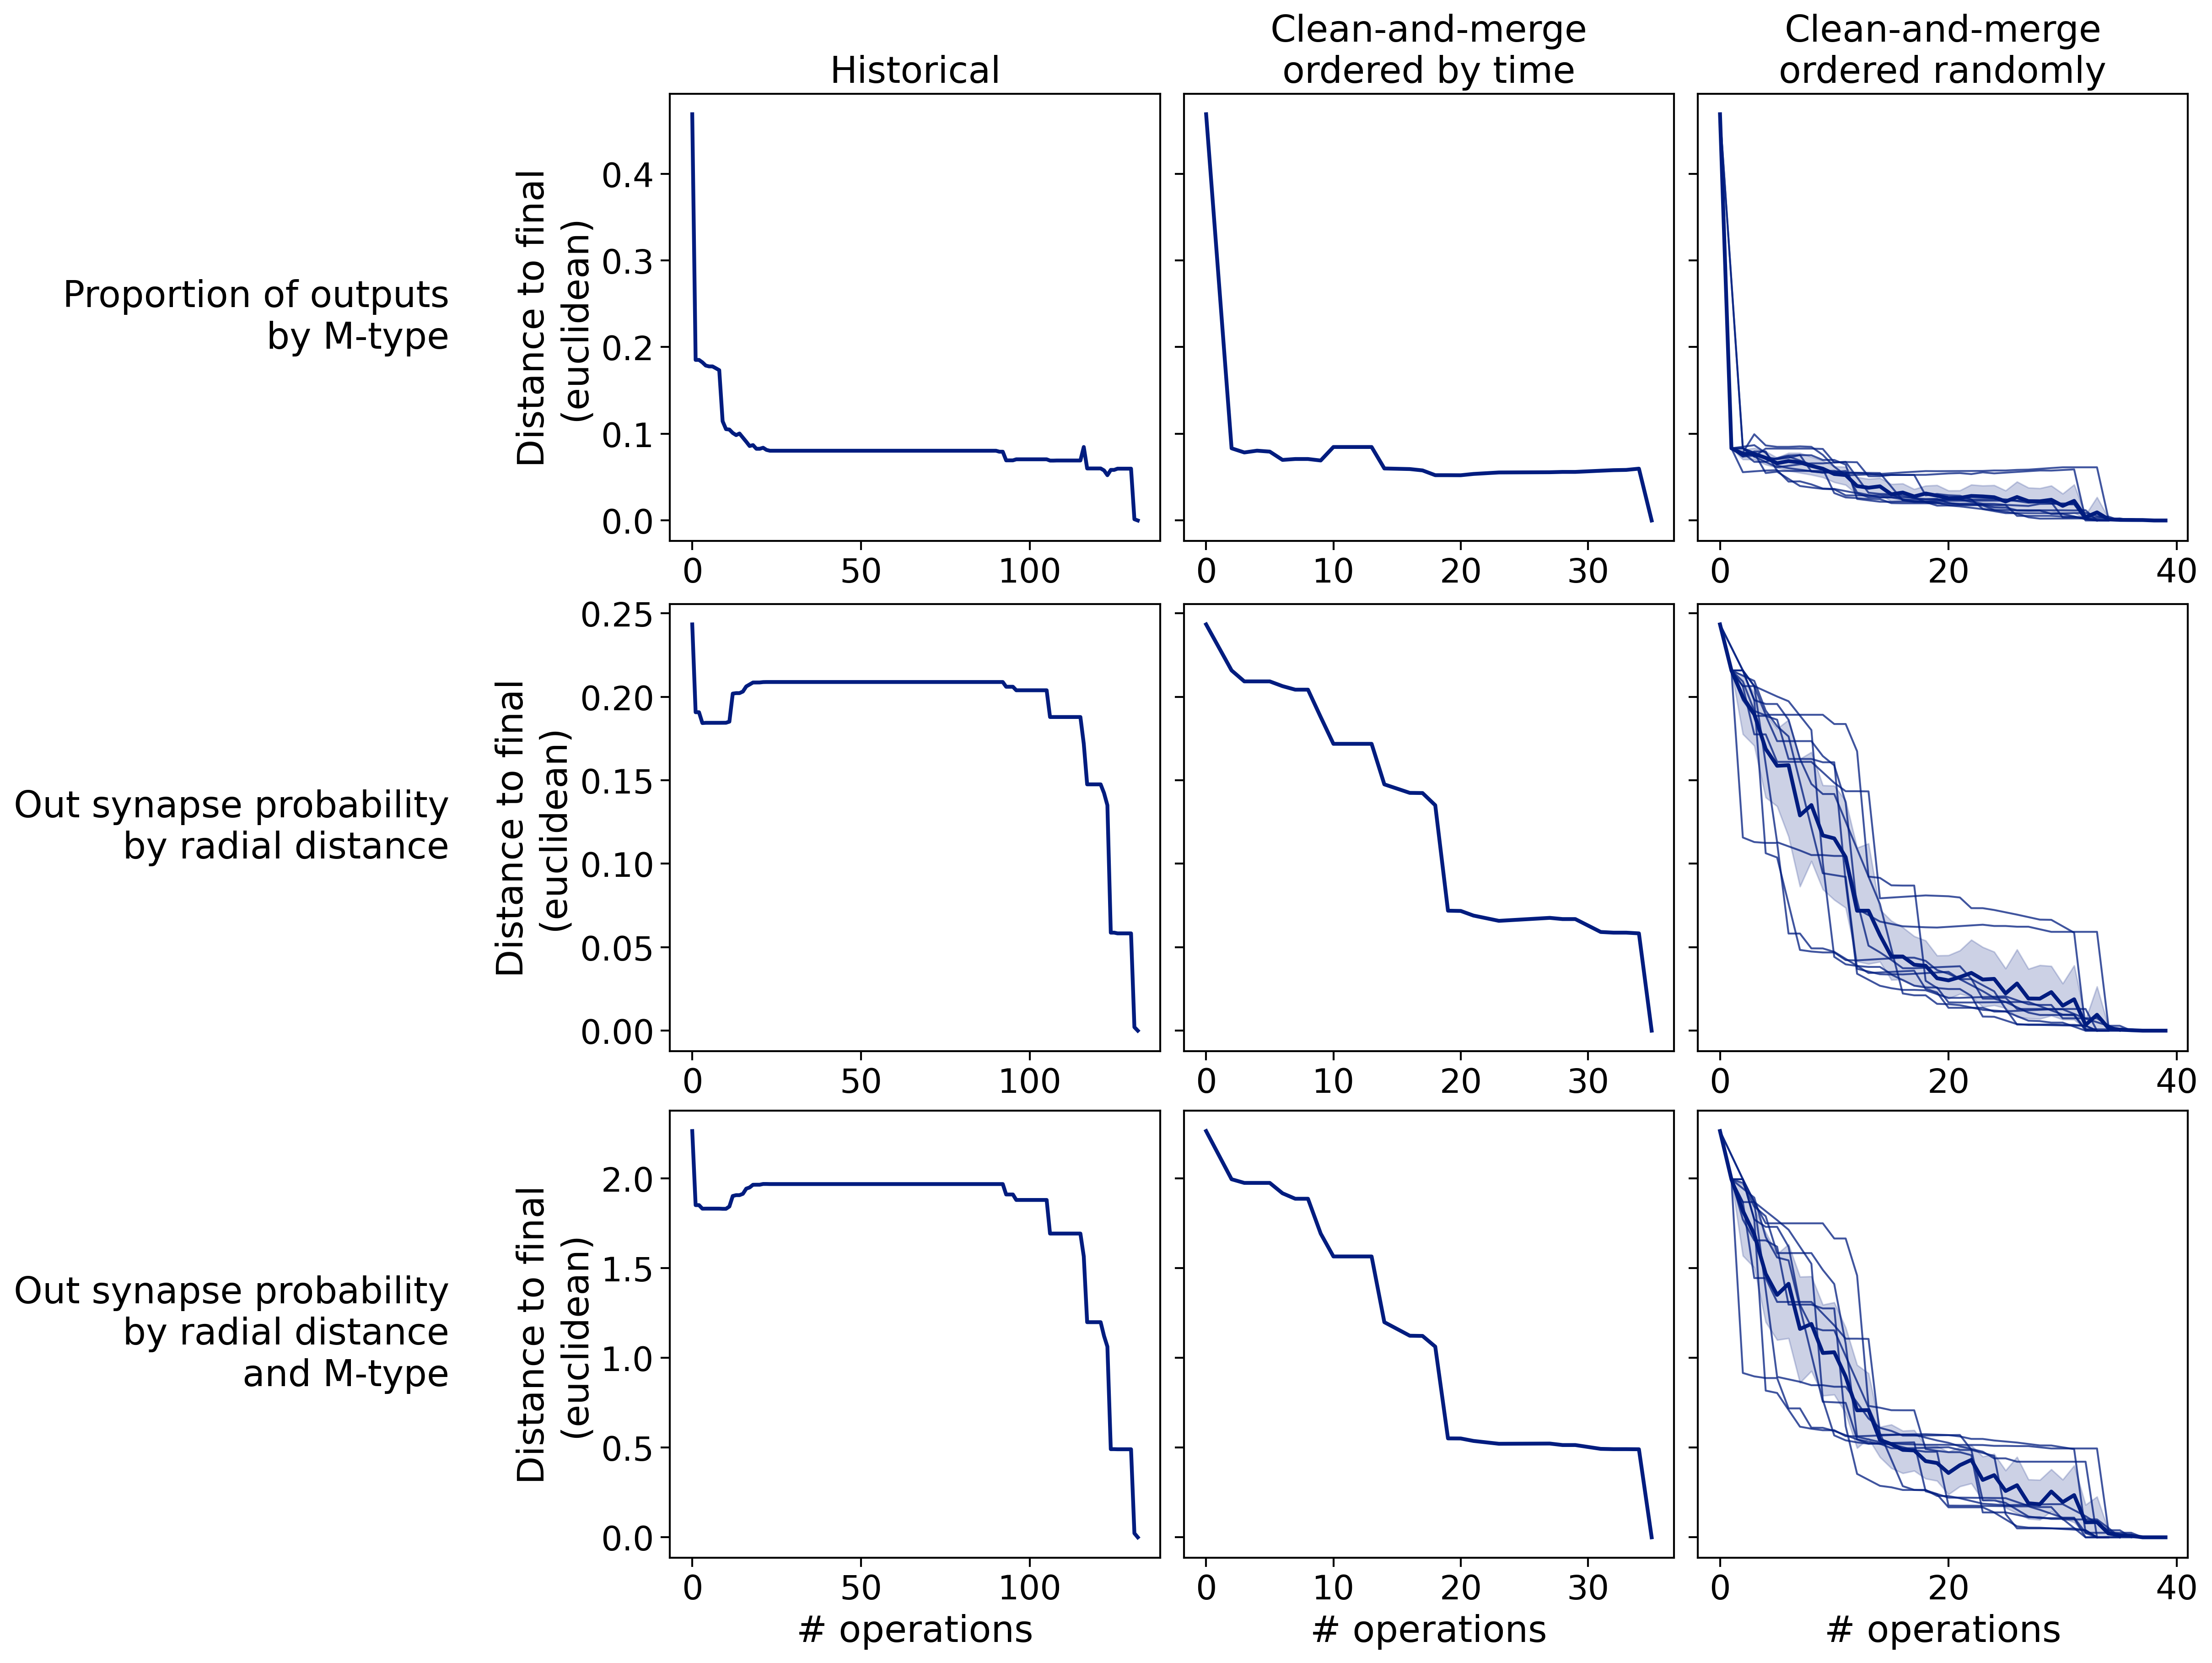 Historical
Clean-and-merge
ordered by time
Clean-and-merge
ordered randomly
Proportion of outputs
by M-type
Distance to final
(euclidean)
0.4
0.3
0.2
0.1
0.0
0
50
100
0
10
20
30
0
20
40
Out synapse probability
by radial distance
Distance to final
(euclidean)
0.25
0.20
0.15
0.10
0.05
0.00
0
50
100
0
10
20
30
0
20
40
Out synapse probability
by radial distance
and M-type
Distance to final
(euclidean)
2.0
1.5
1.0
0.5
0.0
0
50
100
0
10
20
30
0
20
40
# operations
# operations
# operations